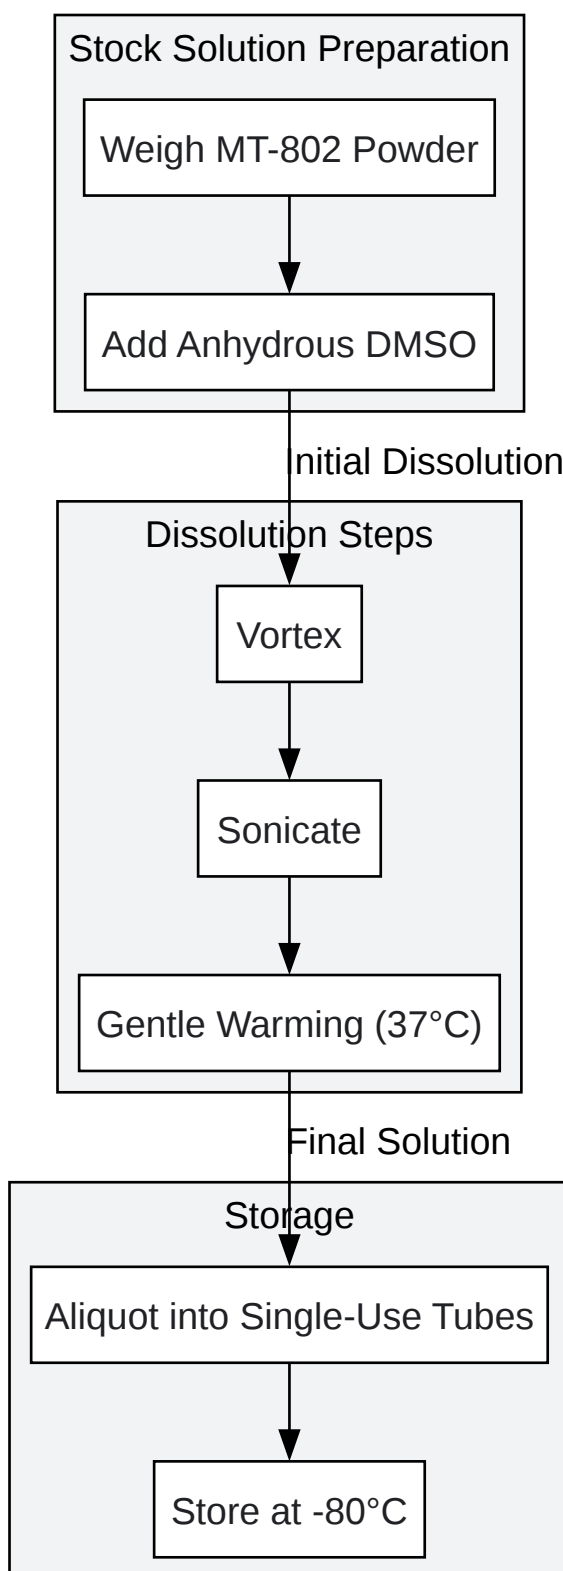 Stock Solution Preparation
Weigh MT-802 Powder
Add Anhydrous DMSO
Initial Dissolution
Dissolution Steps
Vortex
Sonicate
Gentle Warming (37°C)
Final Solution
Storage
Aliquot into Single-Use Tubes
Store at -80°C